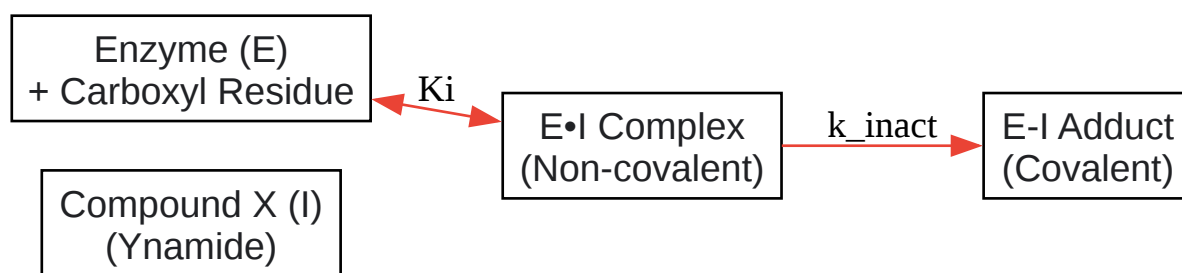 Enzyme (E)
+ Carboxyl Residue
Ki
E•I Complex
(Non-covalent)
k_inact
E-I Adduct
(Covalent)
Compound X (I)
(Ynamide)